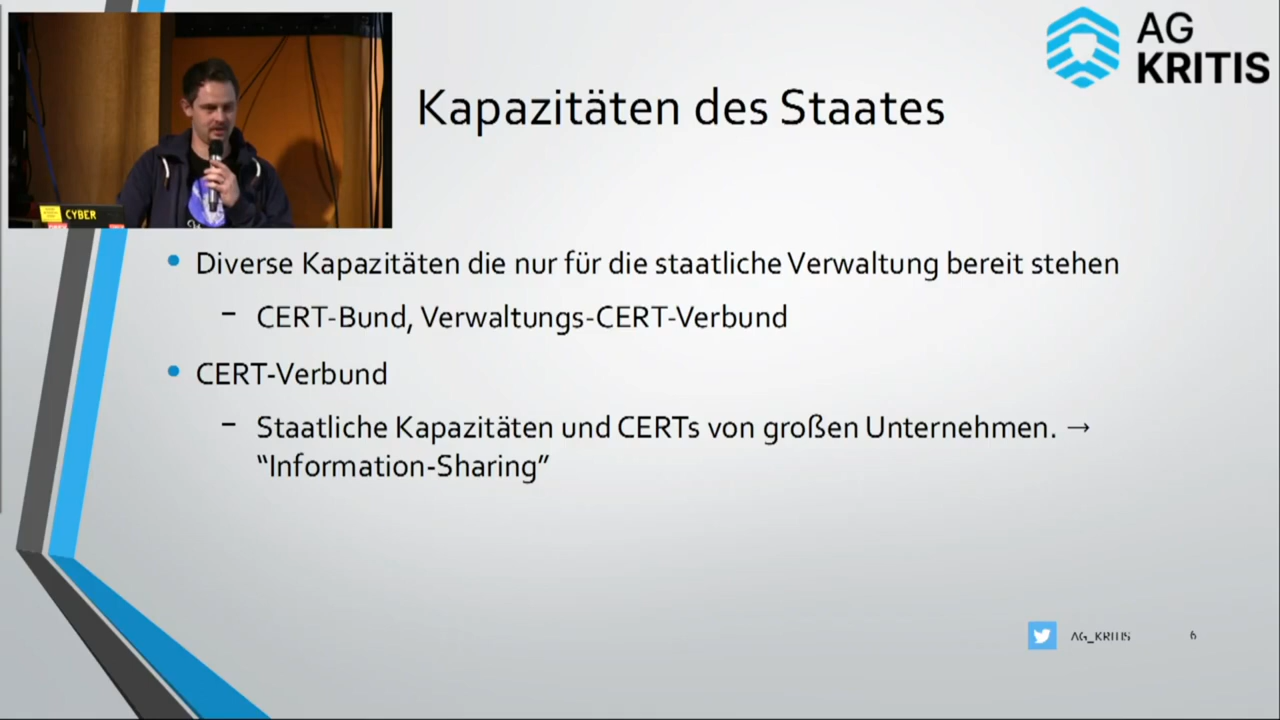 AG
KRITIS
Kapazitäten des Staates
CYBER
• Diverse Kapazitäten die nur für die staatliche Verwaltung bereit stehen
– CERT-Bund, Verwaltungs-CERT-Verbund
• CERT-Verbund
– Staatliche Kapazitäten und CERTs von großen Unternehmen. →
“Information-Sharing”
AG_KRITIS
6